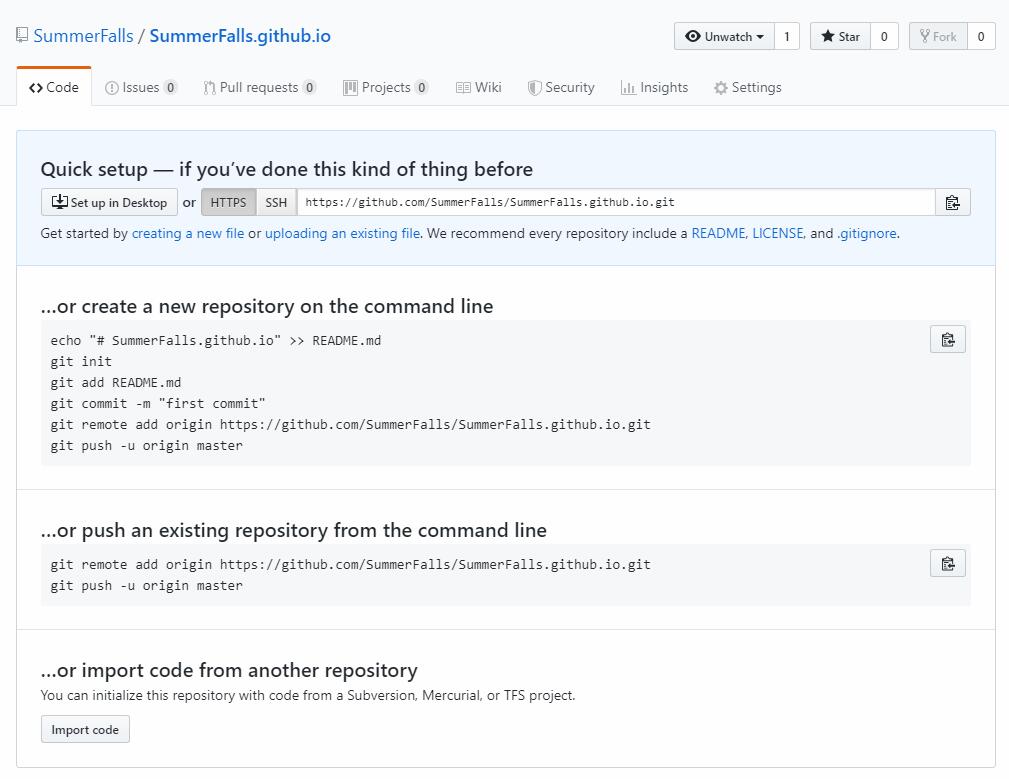 SummerFalls / SummerFalls.github.io
Unwatch 1 Star 0 Fork 0
<> Code Issues 0 Pull requests 0 Projects 0 Wiki Security Insights Settings
Quick setup — if you've done this kind of thing before
Set up in Desktop or HTTPS SSH https://github.com/SummerFalls/SummerFalls.github.io.git
Get started by creating a new file or uploading an existing file. We recommend every repository include a README, LICENSE, and .gitignore.
…or create a new repository on the command line
echo "# SummerFalls.github.io" >> README.md
git init
git add README.md
git commit -m "first commit"
git remote add origin https://github.com/SummerFalls/SummerFalls.github.io.git
git push -u origin master
…or push an existing repository from the command line
git remote add origin https://github.com/SummerFalls/SummerFalls.github.io.git
git push -u origin master
…or import code from another repository
You can initialize this repository with code from a Subversion, Mercurial, or TFS project.
Import code